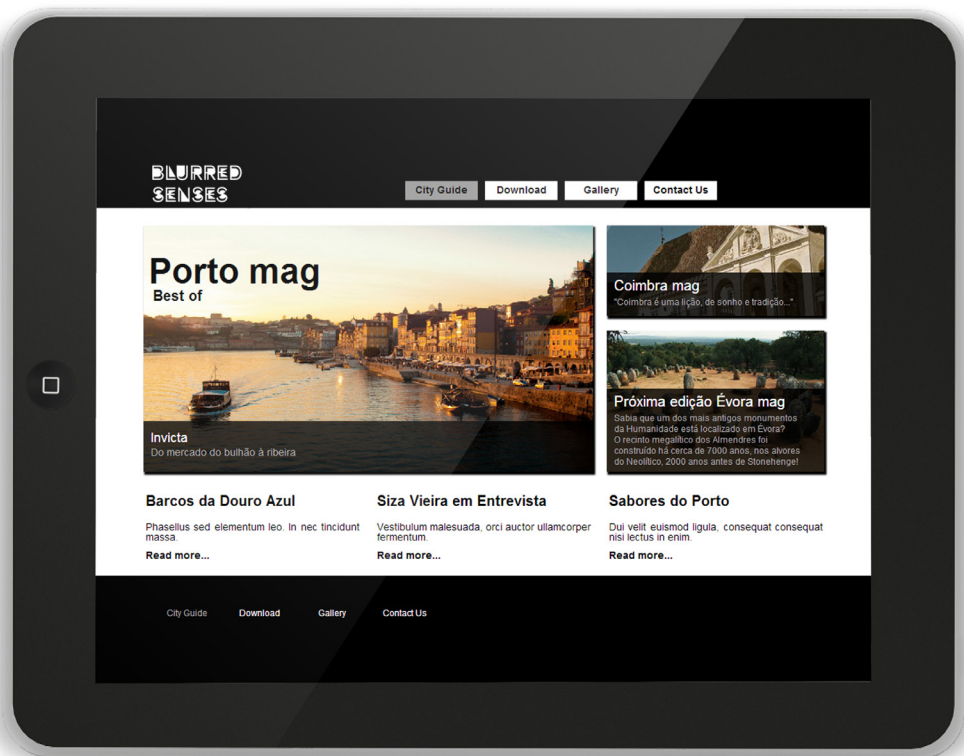 BLURRED
SENSES
City Guide
Download
Gallery
Contact Us
Porto mag
Best of
Invicta
Do mercado do bulhão à ribeira
Coimbra mag
"Coimbra é uma lição, de sonho e tradição..."
Próxima edição Évora mag
Sabia que um dos mais antigos monumentos
da Humanidade está localizado em Évora?
O recinto megalítico dos Almendres foi
construído há cerca de 7000 anos, nos alvores
do Neolítico, 2000 anos antes de Stonehenge!
Barcos da Douro Azul
Phasellus sed elementum leo. In nec tincidunt
massa.
Read more...
Siza Vieira em Entrevista
Vestibulum malesuada, orci auctor ullamcorper
fermentum.
Read more...
Sabores do Porto
Dui velit euismod ligula, consequat consequat
nisi lectus in enim.
Read more...
City Guide
Download
Gallery
Contact Us